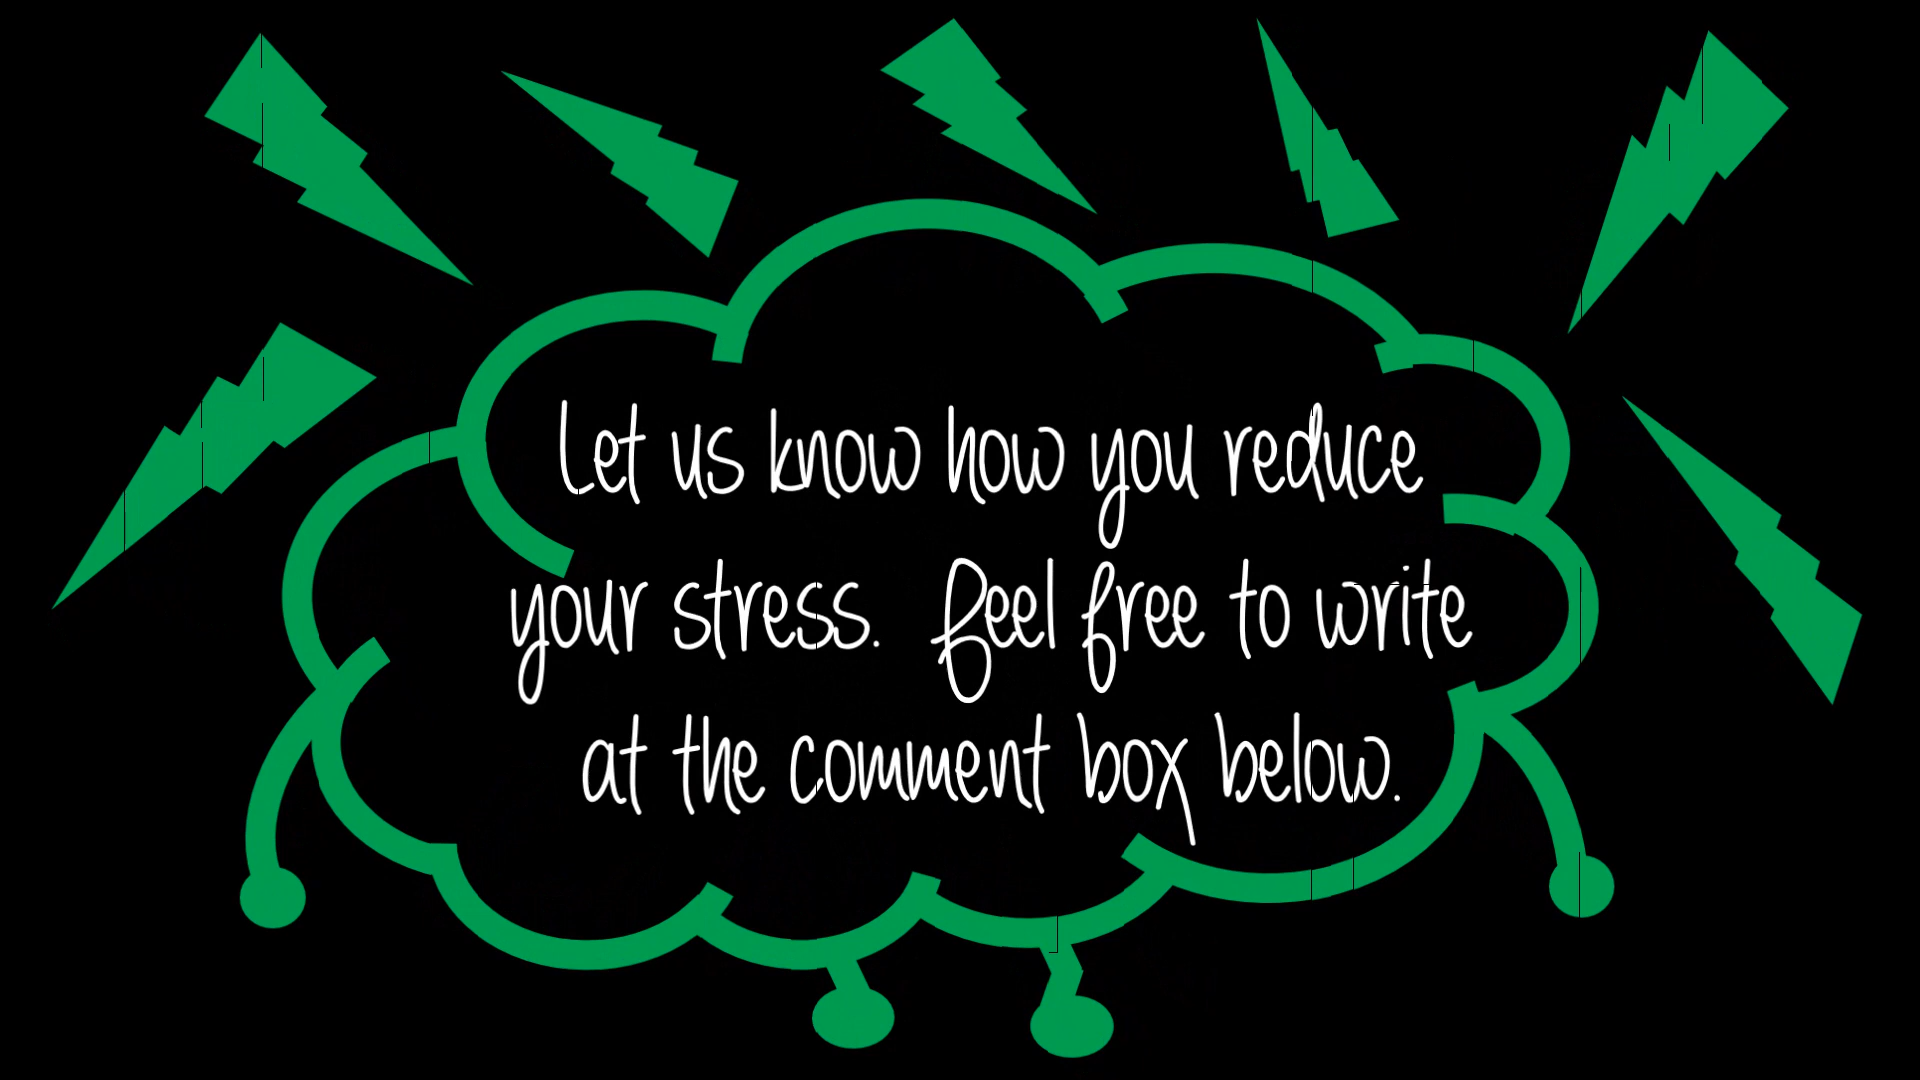 Let us know how you reduce
your stress. Feel free to write
at the comment box below.